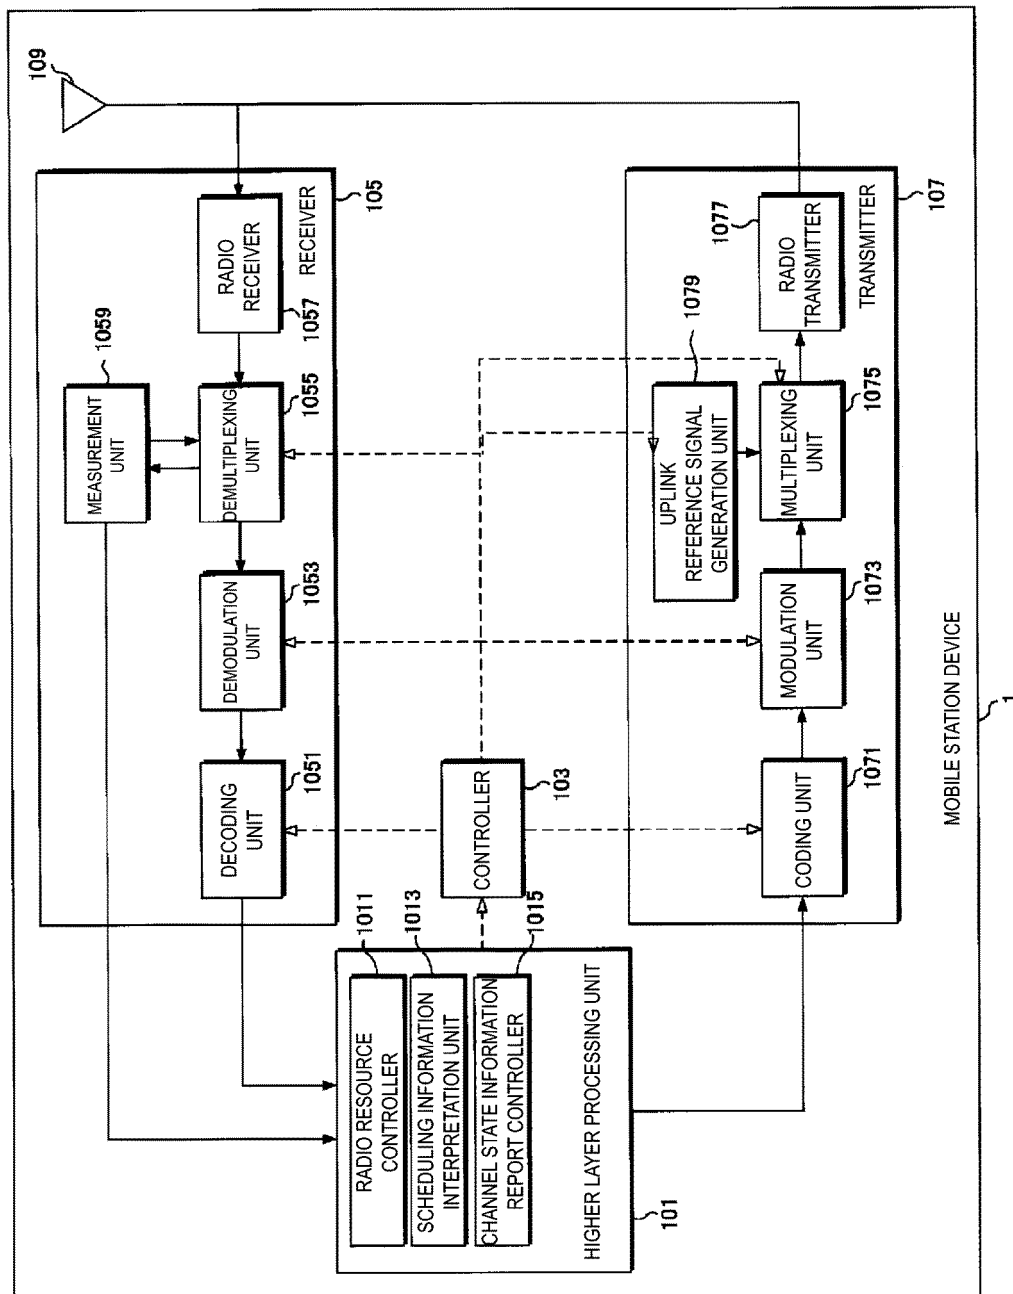 109
RADIO
RECEIVER
1057
RECEIVER
105
MEASUREMENT
UNIT
1059
DEMULTIPLEXING
UNIT
1055
DEMODULATION
UNIT
1053
DECODING
UNIT
1051
CONTROLLER
103
RADIO RESOURCE
CONTROLLER
1011
SCHEDULING INFORMATION
INTERPRETATION UNIT
1013
CHANNEL STATE INFORMATION
REPORT CONTROLLER
1015
HIGHER LAYER PROCESSING UNIT
101
UPLINK
REFERENCE SIGNAL
GENERATION UNIT
1079
CODING UNIT
1071
MODULATION
UNIT
1073
MULTIPLEXING
UNIT
1075
RADIO
TRANSMITTER
1077
TRANSMITTER
107
MOBILE STATION DEVICE
1